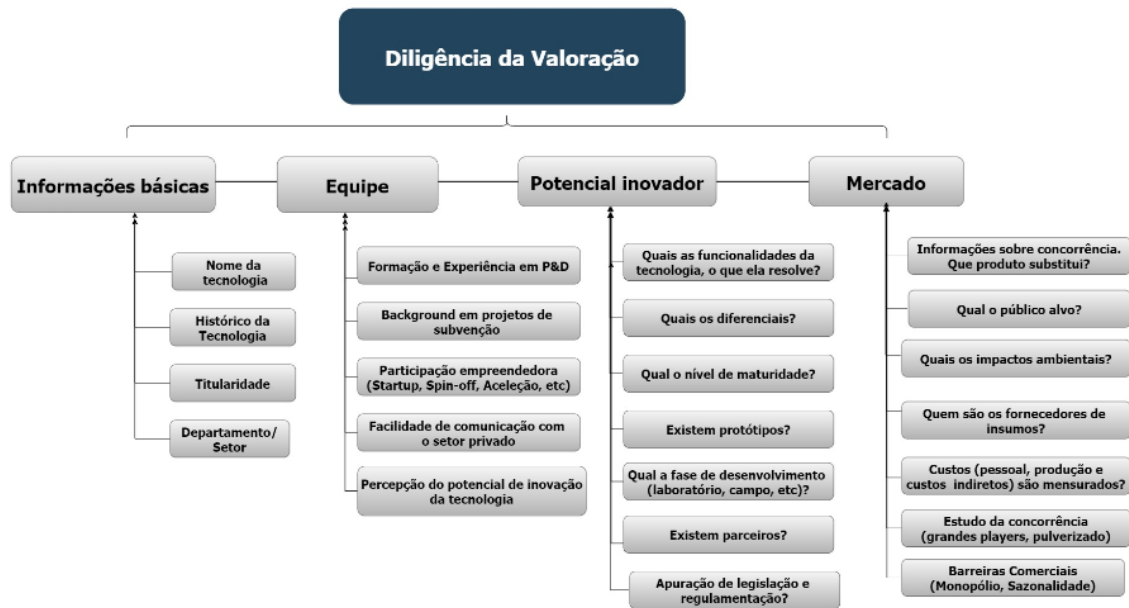 Diligência da Valoração
Informações básicas
Nome da
tecnologia
Histórico da
Tecnologia
Titularidade
Departamento/
Setor
Equipe
Formação e Experiência em P&D
Background em projetos de
subvenção
Participação empreendedora
(Startup, Spin-off, Aceleção, etc)
Facilidade de comunicação com
o setor privado
Percepção do potencial de inovação
da tecnologia
Potencial inovador
Quais as funcionalidades da
tecnologia, o que ela resolve?
Quais os diferenciais?
Qual o nível de maturidade?
Existem protótipos?
Qual a fase de desenvolvimento
(laboratório, campo, etc)?
Existem parceiros?
Apuração de legislação e
regulamentação?
Mercado
Informações sobre concorrência.
Que produto substitui?
Qual o público alvo?
Quais os impactos ambientais?
Quem são os fornecedores de
insumos?
Custos (pessoal, produção e
custos indiretos) são mensurados?
Estudo da concorrência
(grandes players, pulverizado)
Barreiras Comerciais
(Monopólio, Sazonalidade)